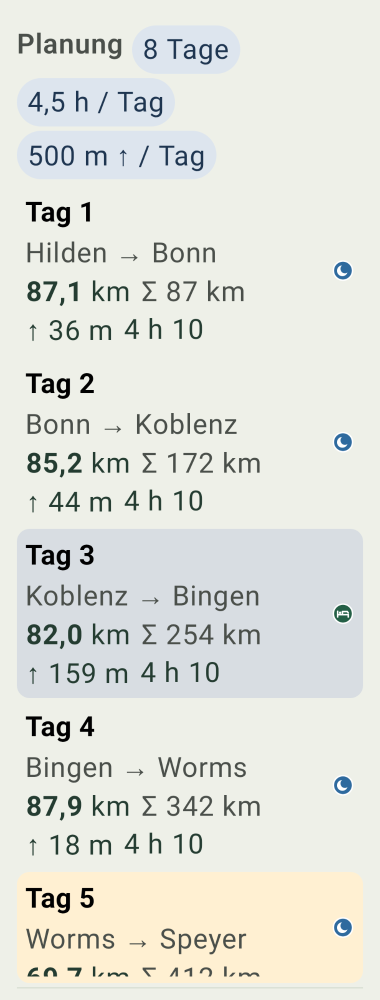 Planung 8 Tage
4,5 h / Tag
500 m ↑ / Tag
Tag 1
Hilden → Bonn
87,1 km Σ 87 km
↑ 36 m 4 h 10
Tag 2
Bonn → Koblenz
85,2 km Σ 172 km
↑ 44 m 4 h 10
Tag 3
Koblenz → Bingen
82,0 km Σ 254 km
↑ 159 m 4 h 10
Tag 4
Bingen → Worms
87,9 km Σ 342 km
↑ 18 m 4 h 10
Tag 5
Worms → Speyer
km Σ 412 km